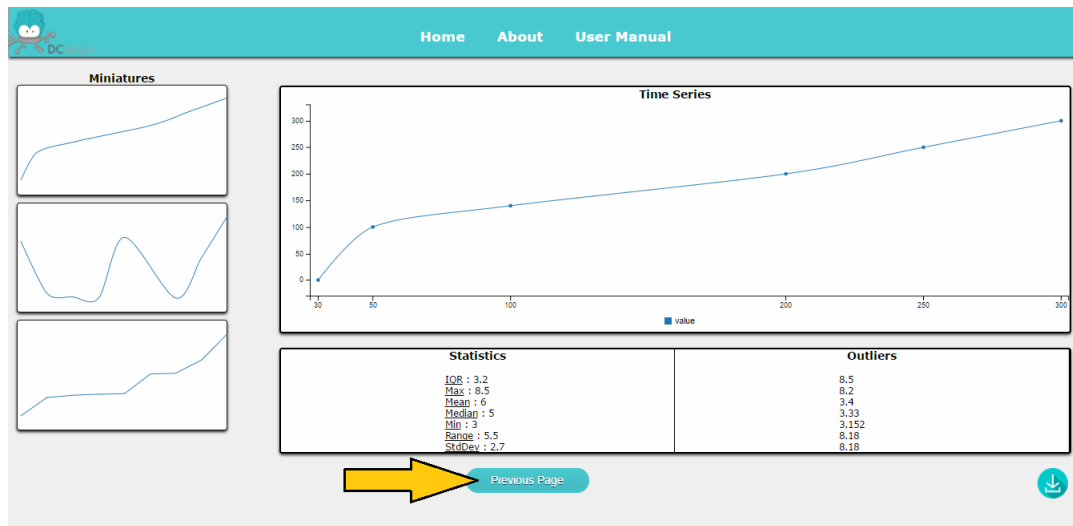 DC
Home About User Manual
Miniatures
Time Series
300
250
200
150
100
50
0
30 50 100 200 250 300
value
Statistics
IQR : 3.2
Max : 8.5
Mean : 6
Median : 5
Min : 3
Range : 5.5
StdDev : 2.7
Outliers
8.5
8.2
3.4
3.33
3.152
8.18
8.18
Previous Page